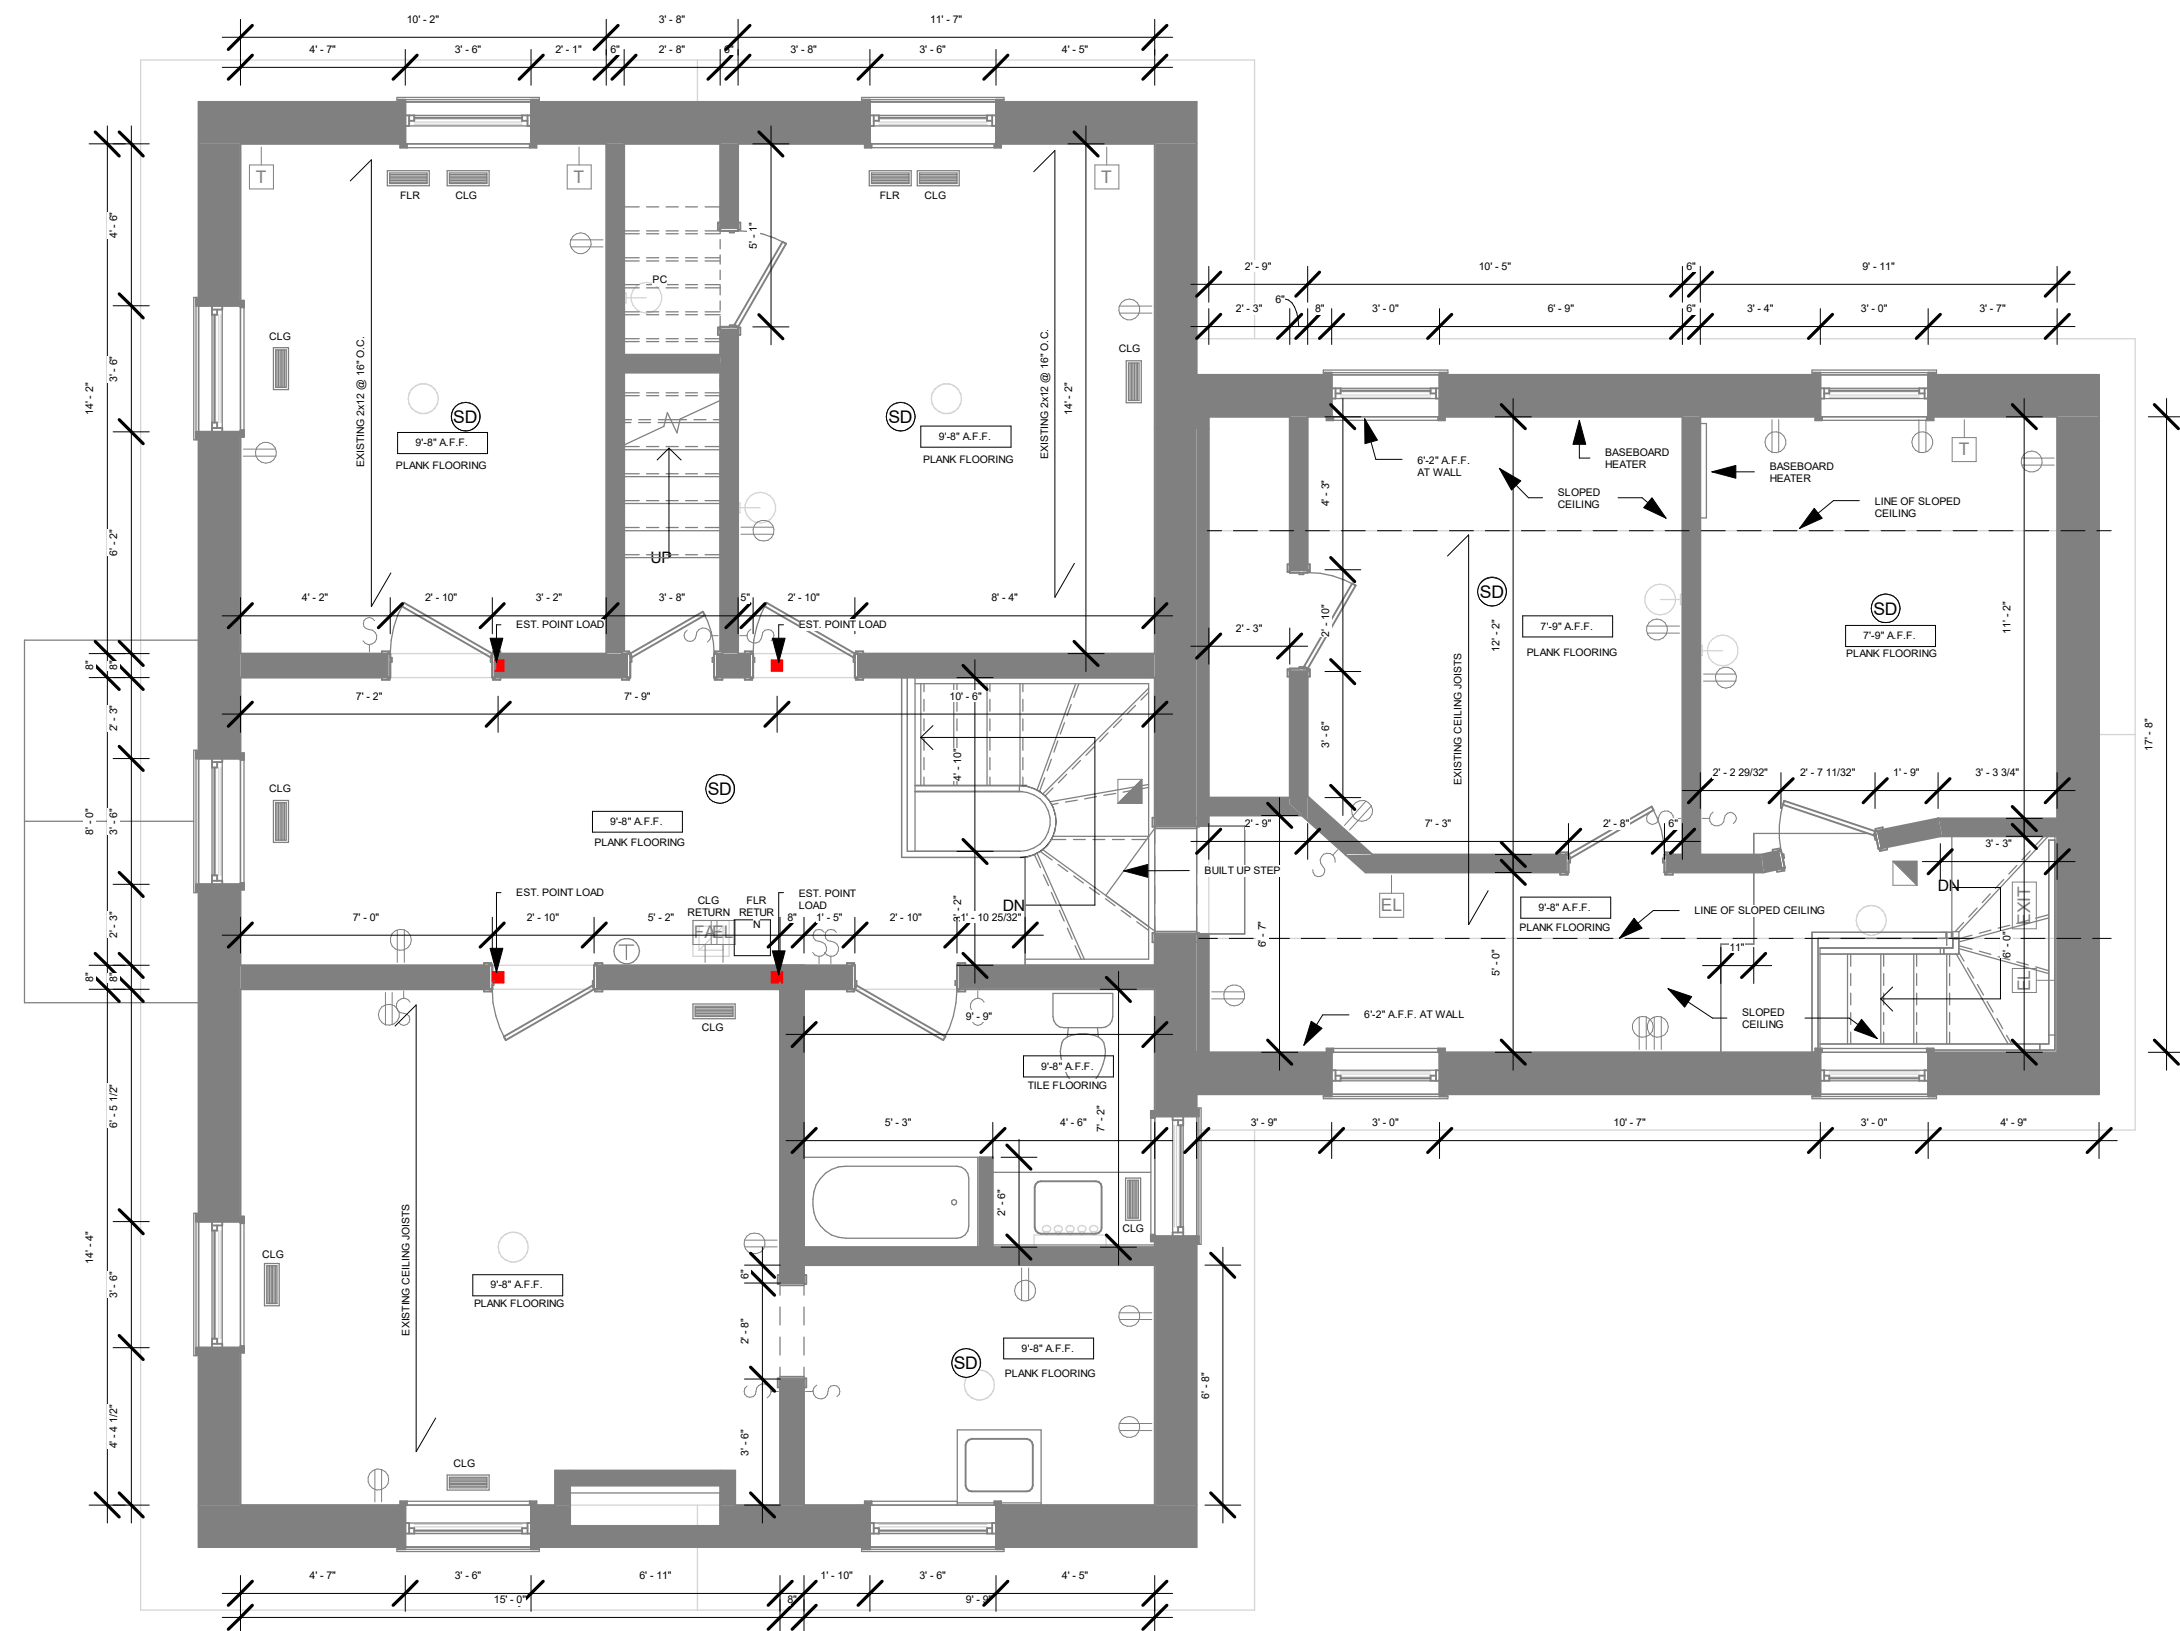 10' - 2" 3' - 8" 11' - 7"
4' - 7" 3' - 6" 2' - 1" 6" 2' - 8" 6" 3' - 8" 3' - 6" 4' - 5"
T T T
FLR CLG FLR CLG
4' - 6"
5' - 1"
PC
2' - 9" 10' - 5" 6" 9' - 11"
6"
2' - 3" 8" 3' - 0" 6' - 9" 6" 3' - 4" 3' - 0" 3' - 7"
CLG CLG
14' - 2" 3' - 6"
EXISTING 2x12 @ 16" O.C.
EXISTING 2x12 @ 16" O.C.
14' - 2"
SD SD
9'-8" A.F.F. 9'-8" A.F.F.
PLANK FLOORING PLANK FLOORING
6'-2" A.F.F.
AT WALL
BASEBOARD
HEATER
BASEBOARD
HEATER
T
SLOPED
CEILING
LINE OF SLOPED
CEILING
4' - 3"
6' - 2"
UP
4' - 2" 2' - 10" 3' - 2" 3' - 8" 5" 2' - 10" 8' - 4"
EST. POINT LOAD EST. POINT LOAD
SD SD
7'-9" A.F.F. 7'-9" A.F.F.
PLANK FLOORING PLANK FLOORING
2' - 3" 2' - 10" 12' - 2" 11' - 2"
8" 8"
7' - 2" 7' - 9" 10' - 6"
2' - 3"
3' - 6"
EXISTING CEILING JOISTS
17' - 8"
4' - 10"
SD
CLG
9'-8" A.F.F.
PLANK FLOORING
8' - 0" 3' - 6"
2' - 2 29/32" 2' - 7 11/32" 1' - 9" 3' - 3 3/4"
2' - 9" 7' - 3" 2' - 8" 6"
3' - 3"
BUILT UP STEP
DN DN
EL EXIT
EST. POINT LOAD
CLG
RETURN
FLR
RETUR
N
EST. POINT
LOAD
9'-8" A.F.F.
PLANK FLOORING
LINE OF SLOPED CEILING
7' - 0" 2' - 10" 5' - 2" 8" 1' - 5" 2' - 10" 1' - 10 25/32"
2' - 3"
T
6' - 7" 5' - 0" 11" 6' - 0"
EL
8" 8"
CLG
9' - 9"
6'-2" A.F.F. AT WALL
SLOPED
CEILING
9'-8" A.F.F.
TILE FLOORING
6' - 5 1/2"
5' - 3" 4' - 6" 7' - 2"
3' - 9" 3' - 0" 10' - 7" 3' - 0" 4' - 9"
2' - 6"
CLG
CLG
EXISTING CEILING JOISTS
14' - 4" 3' - 6"
9'-8" A.F.F.
PLANK FLOORING
6"
2' - 8"
SD
9'-8" A.F.F.
PLANK FLOORING
6' - 8"
4' - 4 1/2"
3' - 6"
CLG
4' - 7" 3' - 6" 6' - 11" 1' - 10" 3' - 6" 4' - 5"
15' - 0" 8" 9' - 9"